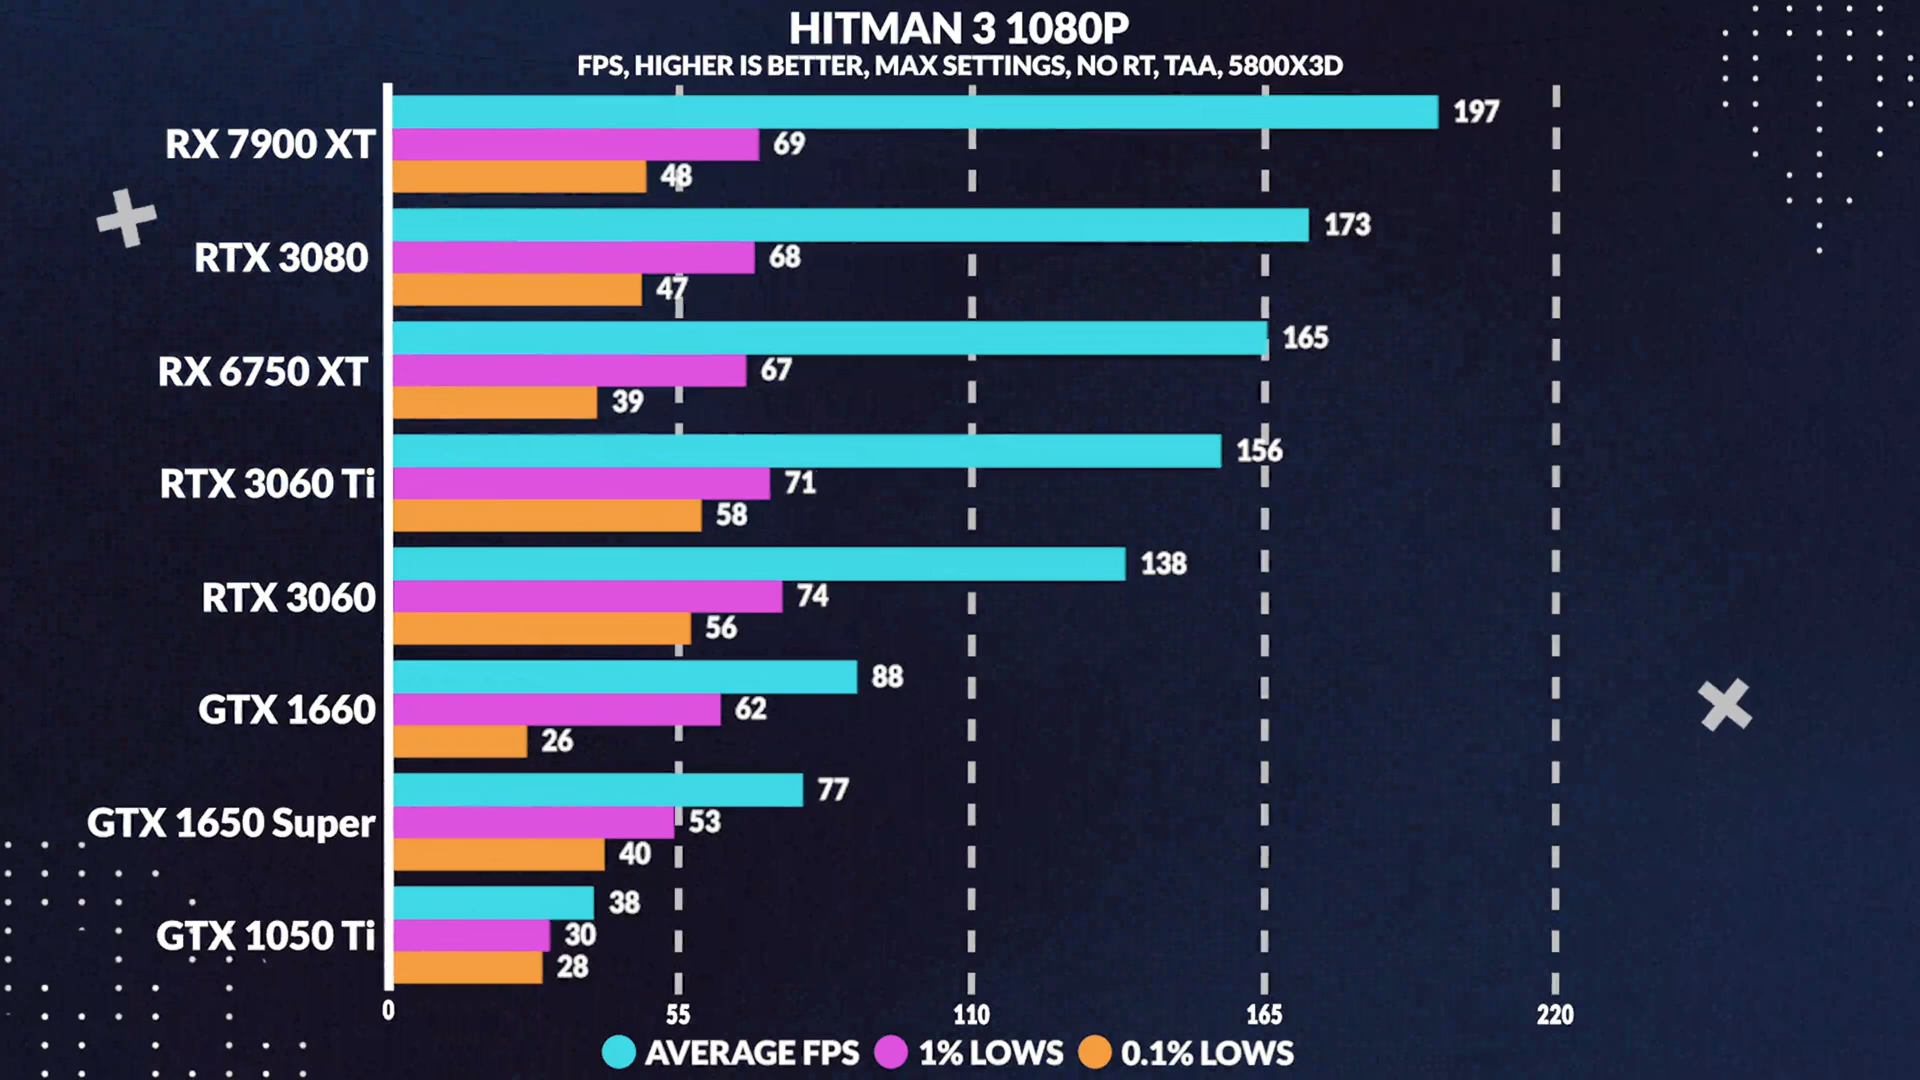 HITMAN 3 1080P
FPS, HIGHER IS BETTER, MAX SETTINGS, NO RT, TAA, 5800X3D
197
RX 7900 XT 69
48
173
RTX 3080 68
47
165
RX 6750 XT 67
39
156
RTX 3060 Ti 71
58
138
RTX 3060 74
56
88
GTX 1660 62
26
77
GTX 1650 Super 53
40
38
GTX 1050 Ti 30
28
0 55 110 165 220
AVERAGE FPS 1% LOWS 0.1% LOWS